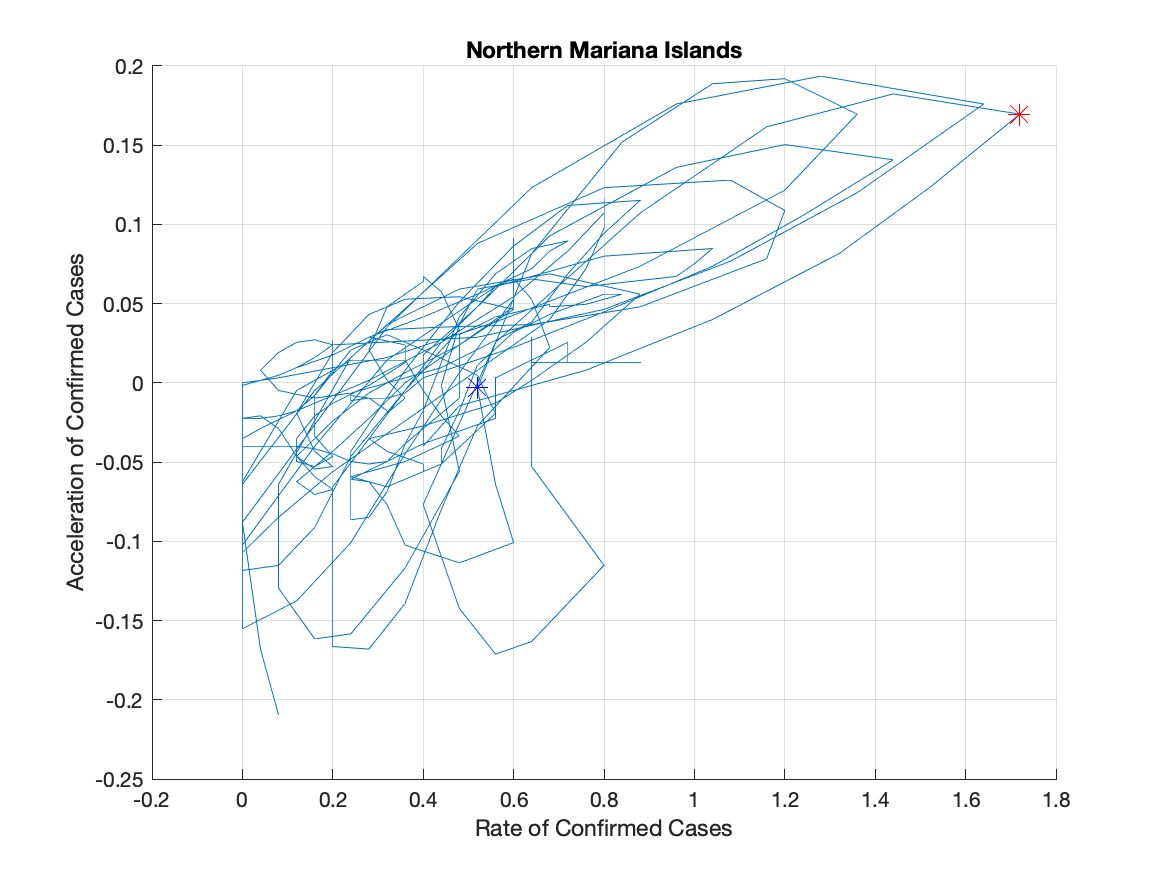 Northern Mariana Islands
0.2
0.15
0.1
0.05
0
-0.05
-0.1
-0.15
-0.2
-0.25
Acceleration of Confirmed Cases
-0.2 0 0.2 0.4 0.6 0.8 1 1.2 1.4 1.6 1.8
Rate of Confirmed Cases